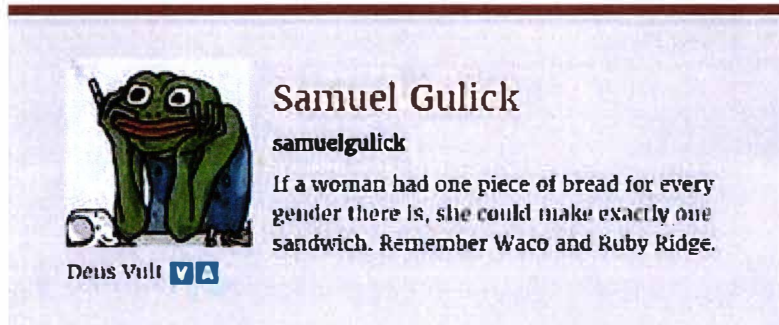 Samuel Gulick
samuelgulick
If a woman had one piece of bread for every
gender there is, she could make exactly one
sandwich. Remember Waco and Ruby Ridge.
Deus Vult V A